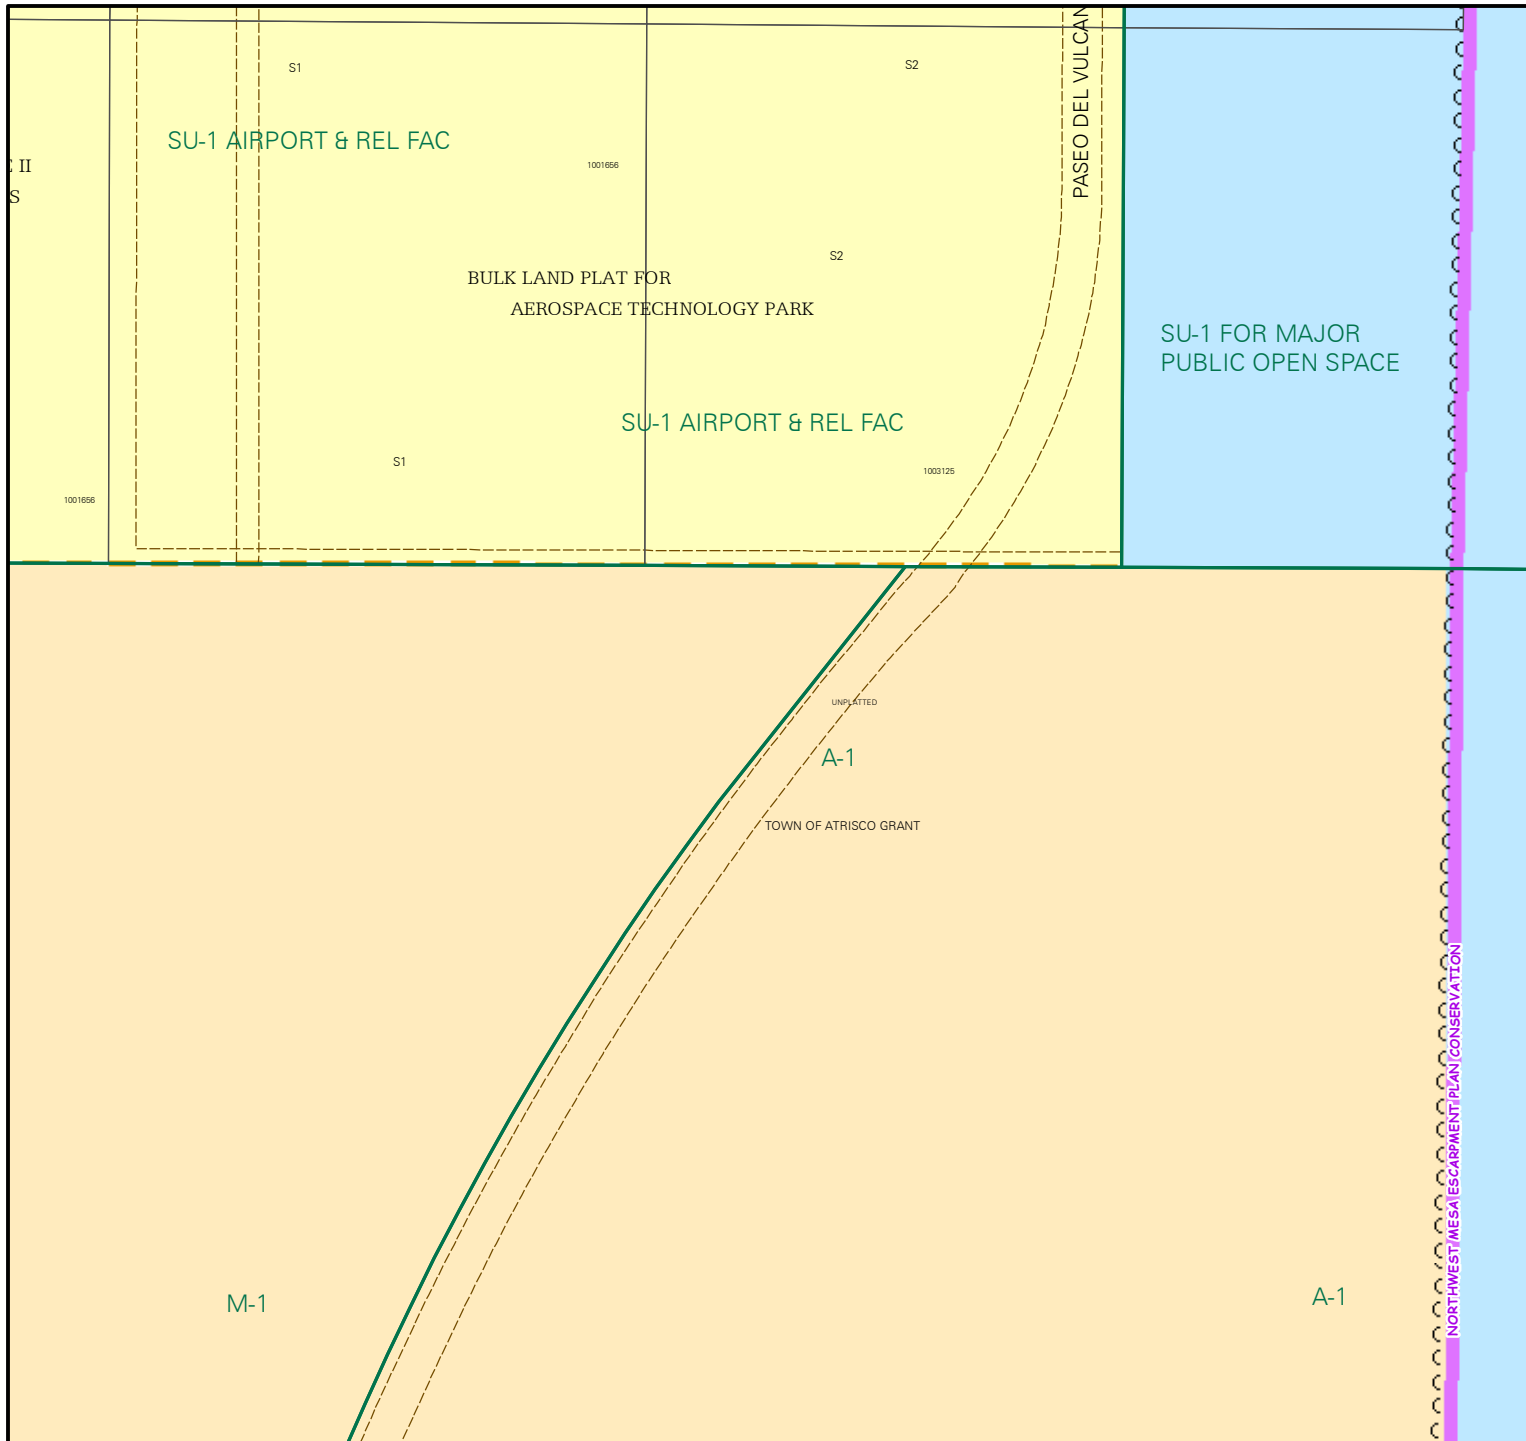 S1
S2
SU-1 AIRPORT & REL FAC
II
S
1001656
PASEO DEL VULCAN
S2
BULK LAND PLAT FOR
AEROSPACE TECHNOLOGY PARK
SU-1 FOR MAJOR
PUBLIC OPEN SPACE
SU-1 AIRPORT & REL FAC
S1
1003125
1001656
UNPLATTED
A-1
TOWN OF ATRISCO GRANT
NORTHWEST MESA ESCARPMENT PLAN CONSERVATION
M-1
A-1